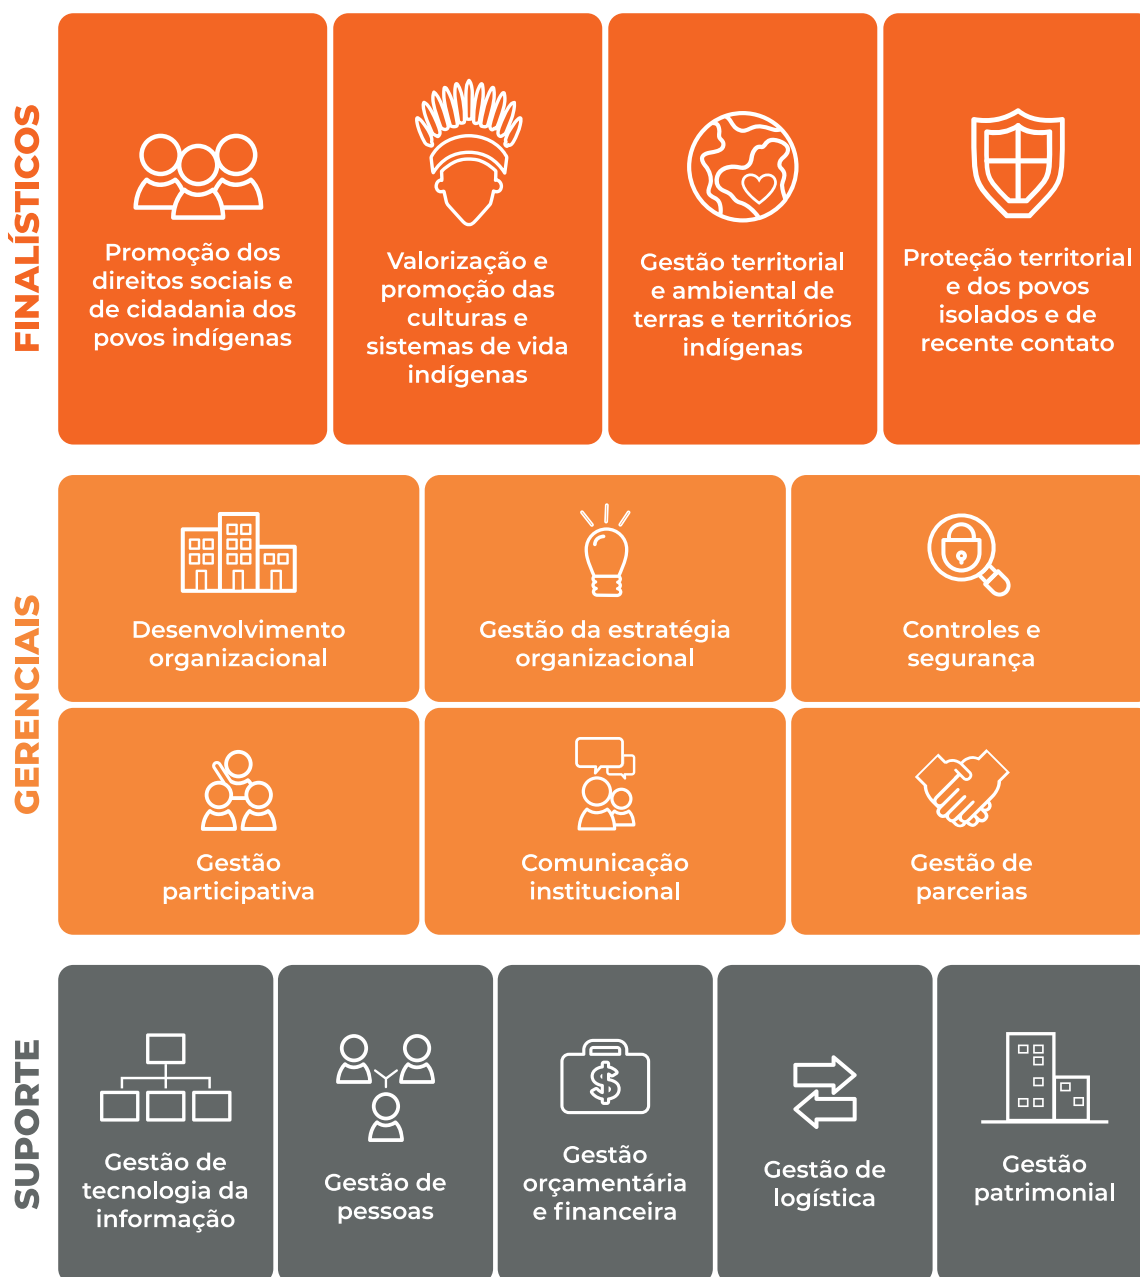 FINALÍSTICOS
Promoção dos
direitos sociais e
de cidadania dos
povos indígenas
Valorização e
promoção das
culturas e
sistemas de vida
indígenas
Gestão territorial
e ambiental de
terras e territórios
indígenas
Proteção territorial
e dos povos
isolados e de
recente contato
GERENCIAIS
Desenvolvimento
organizacional
Gestão da estratégia
organizacional
Controles e
segurança
Gestão
participativa
Comunicação
institucional
Gestão de
parcerias
SUPORTE
Gestão de
tecnologia da
informação
Gestão de
pessoas
$
Gestão
orçamentária
e financeira
Gestão de
logística
Gestão
patrimonial